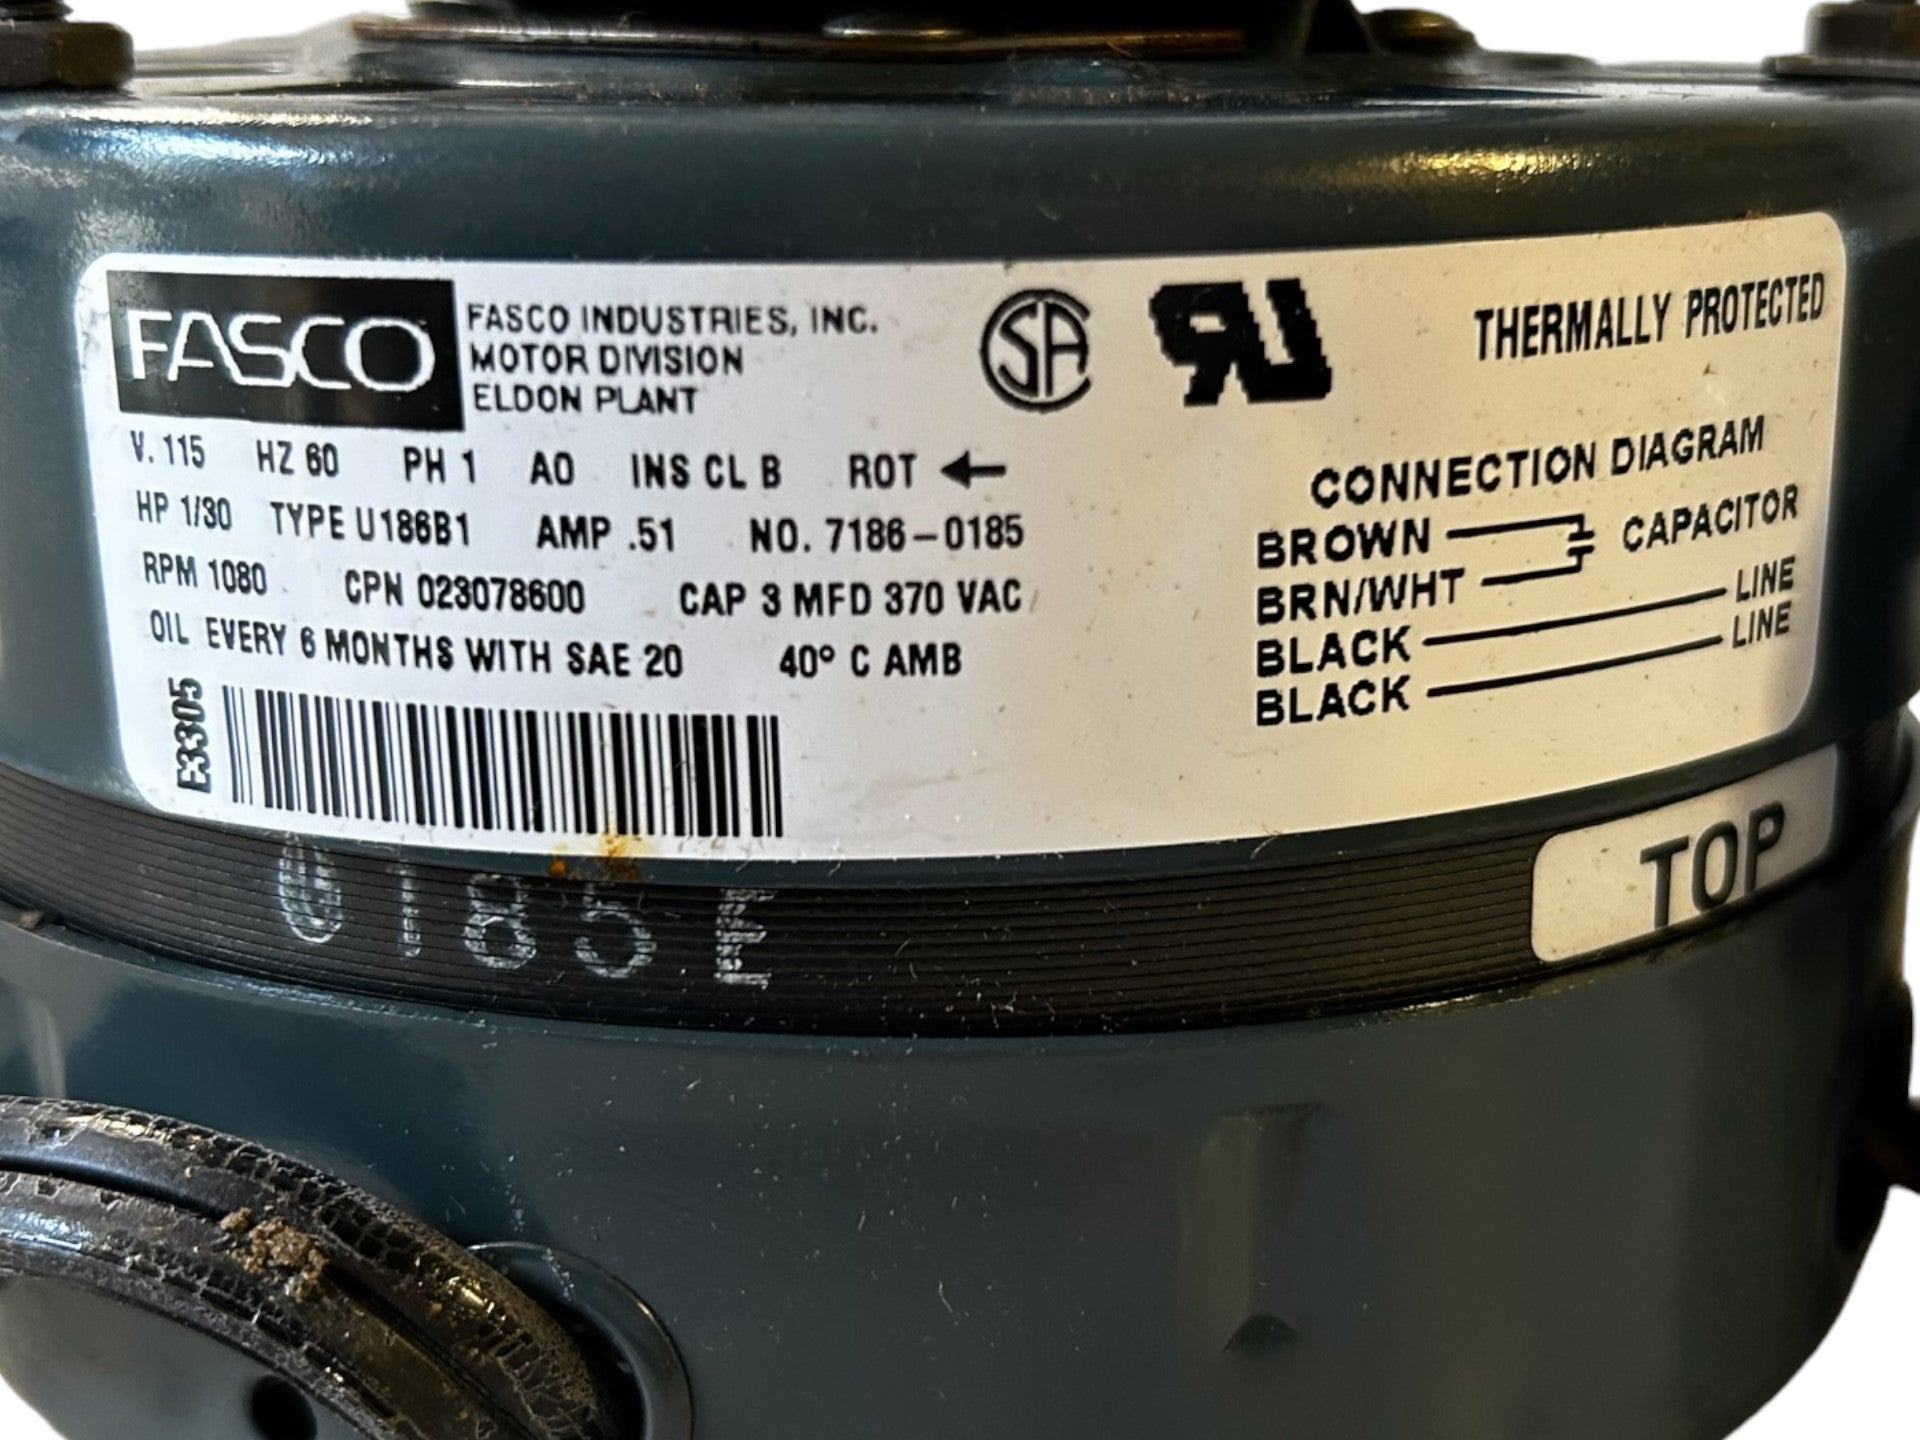 FASCO
FASCO INDUSTRIES, INC.
MOTOR DIVISION
ELDON PLANT
SA
RU
THERMALLY PROTECTED
V. 115 HZ 60 PH 1 AO INS CL B ROT ←
HP 1/30 TYPE U186B1 AMP .51 NO. 7186-0185
RPM 1080 CPN 023078600 CAP 3 MFD 370 VAC
OIL EVERY 6 MONTHS WITH SAE 20 40° C AMB
E3305
CONNECTION DIAGRAM
BROWN CAPACITOR
BRN/WHT
BLACK LINE
BLACK LINE
TOP
0185 E